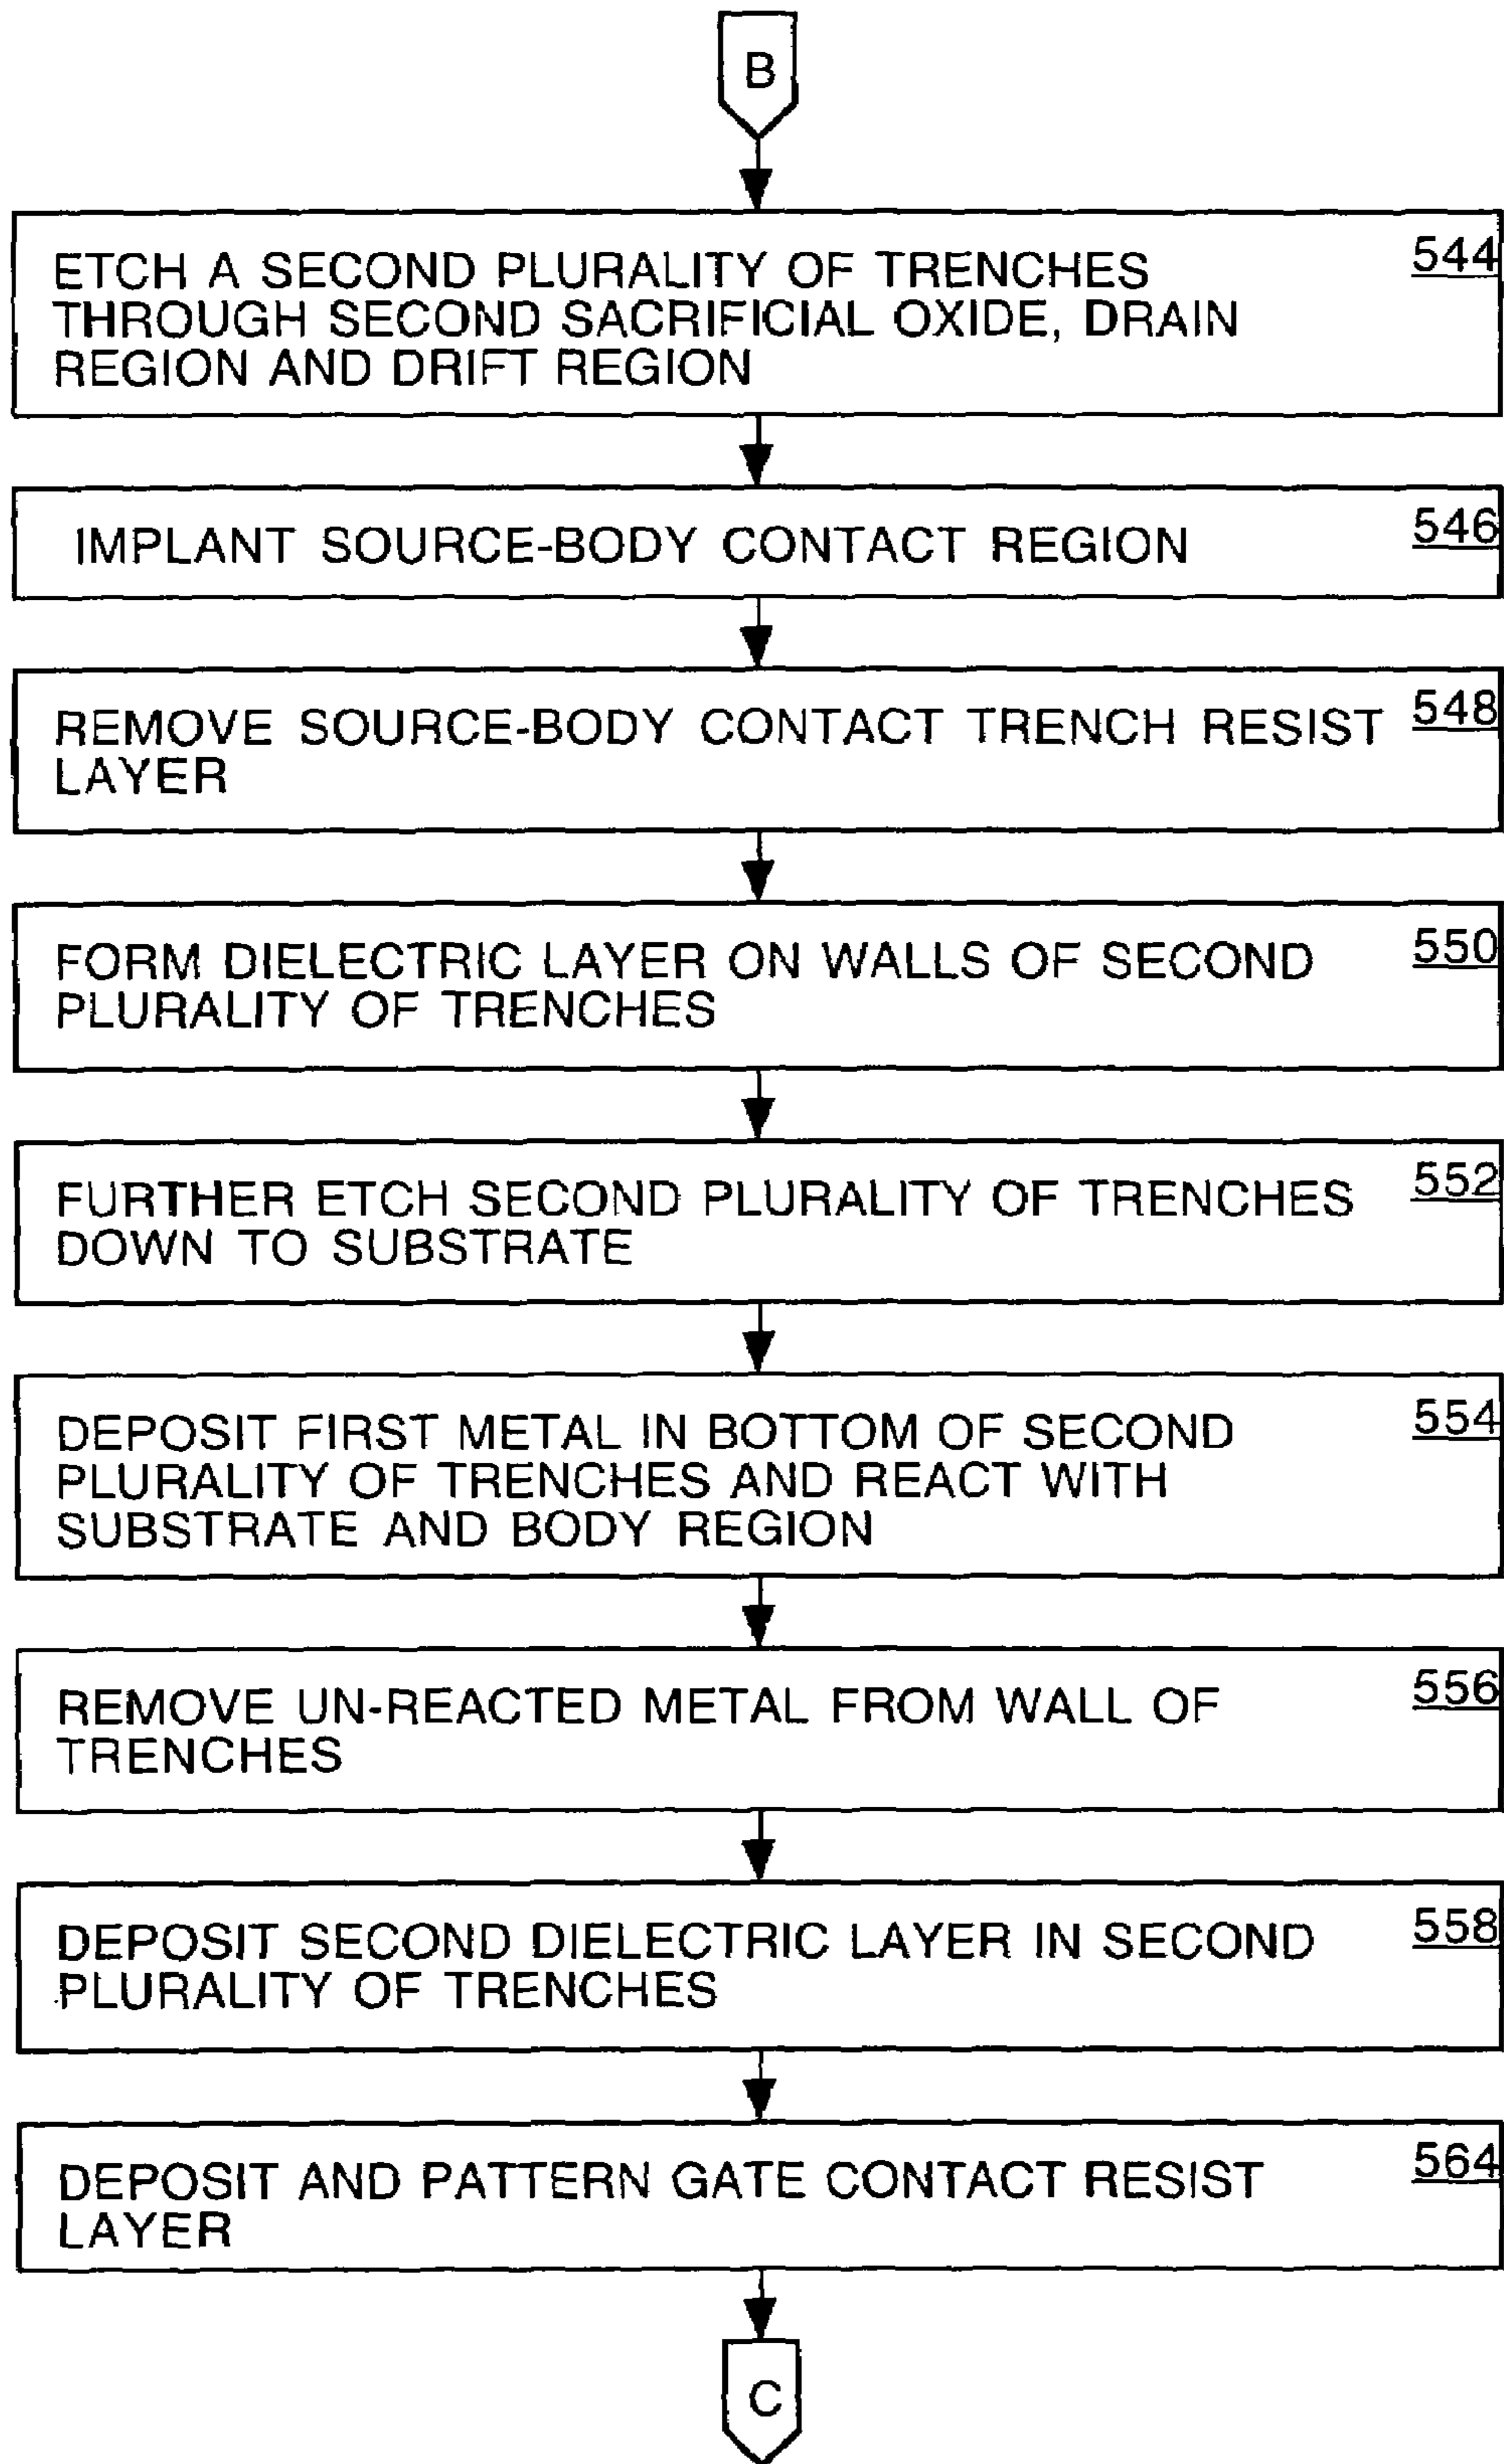 B
ETCH A SECOND PLURALITY OF TRENCHES 544
THROUGH SECOND SACRIFICIAL OXIDE, DRAIN
REGION AND DRIFT REGION
IMPLANT SOURCE-BODY CONTACT REGION 546
REMOVE SOURCE-BODY CONTACT TRENCH RESIST 548
LAYER
FORM DIELECTRIC LAYER ON WALLS OF SECOND 550
PLURALITY OF TRENCHES
FURTHER ETCH SECOND PLURALITY OF TRENCHES 552
DOWN TO SUBSTRATE
DEPOSIT FIRST METAL IN BOTTOM OF SECOND 554
PLURALITY OF TRENCHES AND REACT WITH
SUBSTRATE AND BODY REGION
REMOVE UN-REACTED METAL FROM WALL OF 556
TRENCHES
DEPOSIT SECOND DIELECTRIC LAYER IN SECOND 558
PLURALITY OF TRENCHES
DEPOSIT AND PATTERN GATE CONTACT RESIST 564
LAYER
C